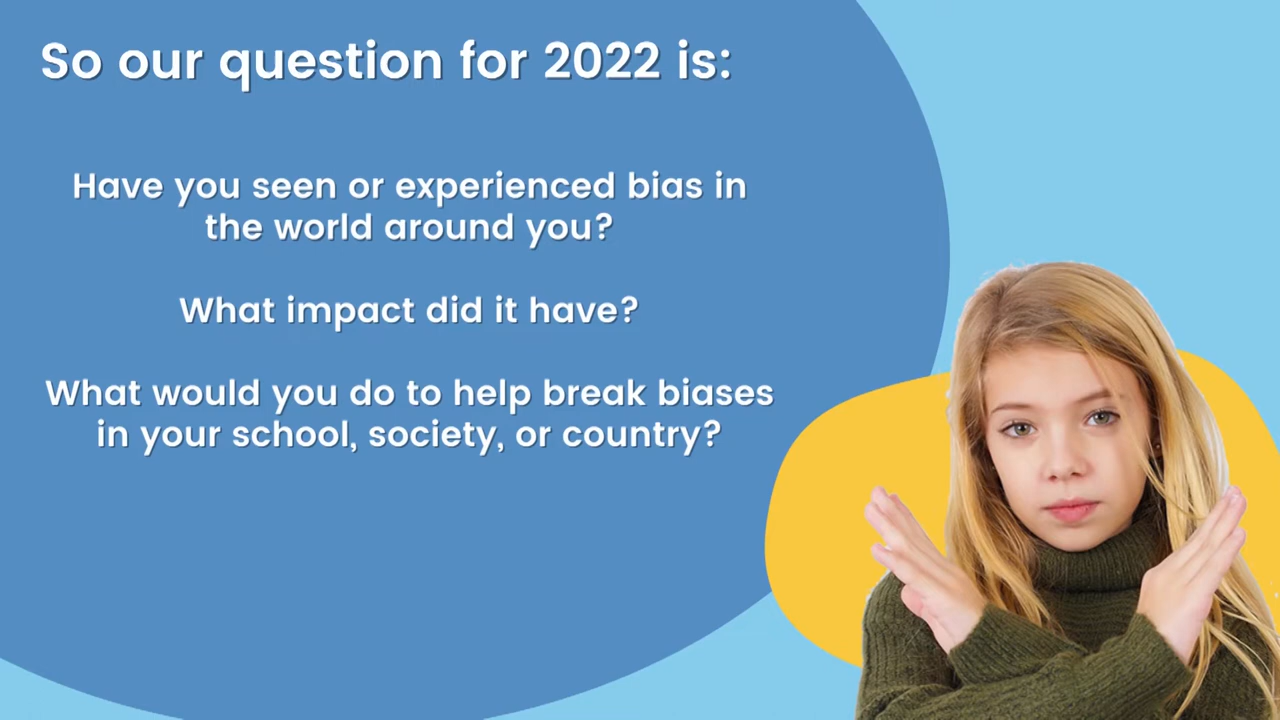 So our question for 2022 is:
Have you seen or experienced bias in
the world around you?
What impact did it have?
What would you do to help break biases
in your school, society, or country?